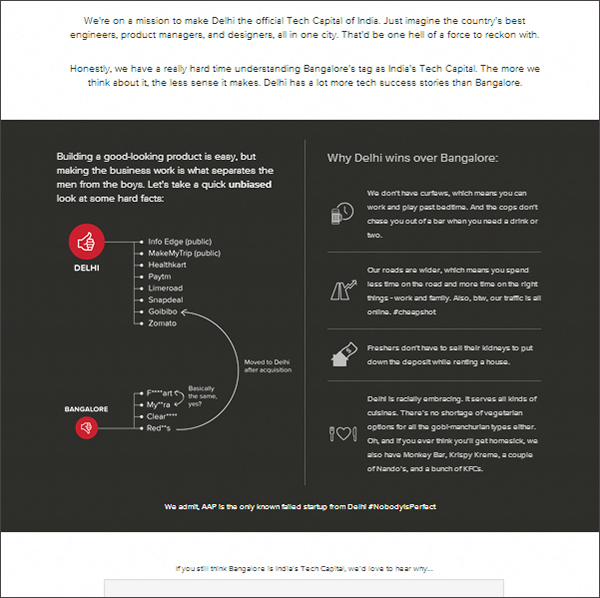 We're on a mission to make Delhi the official Tech Capital of India. Just imagine the country's best
engineers, product managers, and designers, all in one city. That'd be one hell of a force to reckon with.
Honestly, we have a really hard time understanding Bangalore's tag as India's Tech Capital. The more we
think about it, the less sense it makes. Delhi has a lot more tech success stories than Bangalore.
Building a good-looking product is easy, but
making the business work is what separates the
men from the boys. Let's take a quick unbiased
look at some hard facts:
DELHI
Info Edge (public)
MakeMyTrip (public)
Healthkart
Paytm
Limeroad
Snapdeal
Goibibo
Zomato
Moved to Delhi
after acquisition
BANGALORE
F****art
My**ra
Clear****
Red**s
Basically
the same,
yes?
Why Delhi wins over Bangalore:
We don't have curfews, which means you can
work and play past bedtime. And the cops don't
chase you out of a bar when you need a drink or
two.
Our roads are wider, which means you spend
less time on the road and more time on the right
things - work and family. Also, btw, our traffic is all
online. #cheapshot
Freshers don't have to sell their kidneys to put
down the deposit while renting a house.
Delhi is racially embracing. It serves all kinds of
cuisines. There's no shortage of vegetarian
options for all the gobi-manchurian types either.
Oh, and if you ever think you'll get homesick, we
also have Monkey Bar, Krispy Kreme, a couple
of Nando's, and a bunch of KFCs.
We admit, AAP is the only known failed startup from Delhi #NobodyIsPerfect
If you still think Bangalore is India's Tech Capital, we'd love to hear why...